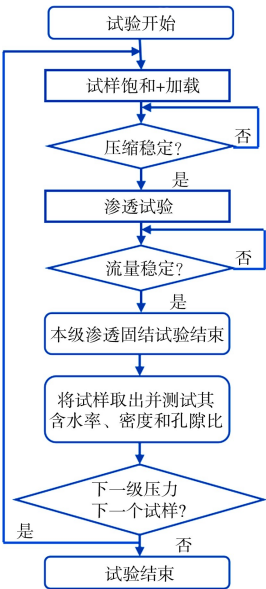 试验开始
试样饱和+加载
压缩稳定?
否
是
渗透试验
流量稳定?
否
是
本级渗透固结试验结束
将试样取出并测试其
含水率、密度和孔隙比
下一级压力
下一个试样?
是
否
试验结束